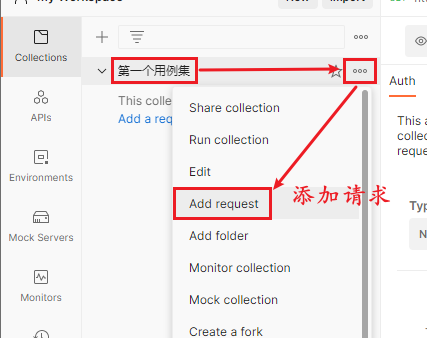 My Workspace
New
Import
Collections
APIs
Environments
Mock Servers
Monitors
第一个用例集
This colle
Add a req
Share collection
Run collection
Edit
Add request
添加请求
Add folder
Monitor collection
Mock collection
Create a fork
Auth
This a
collec
reque
Typ
N